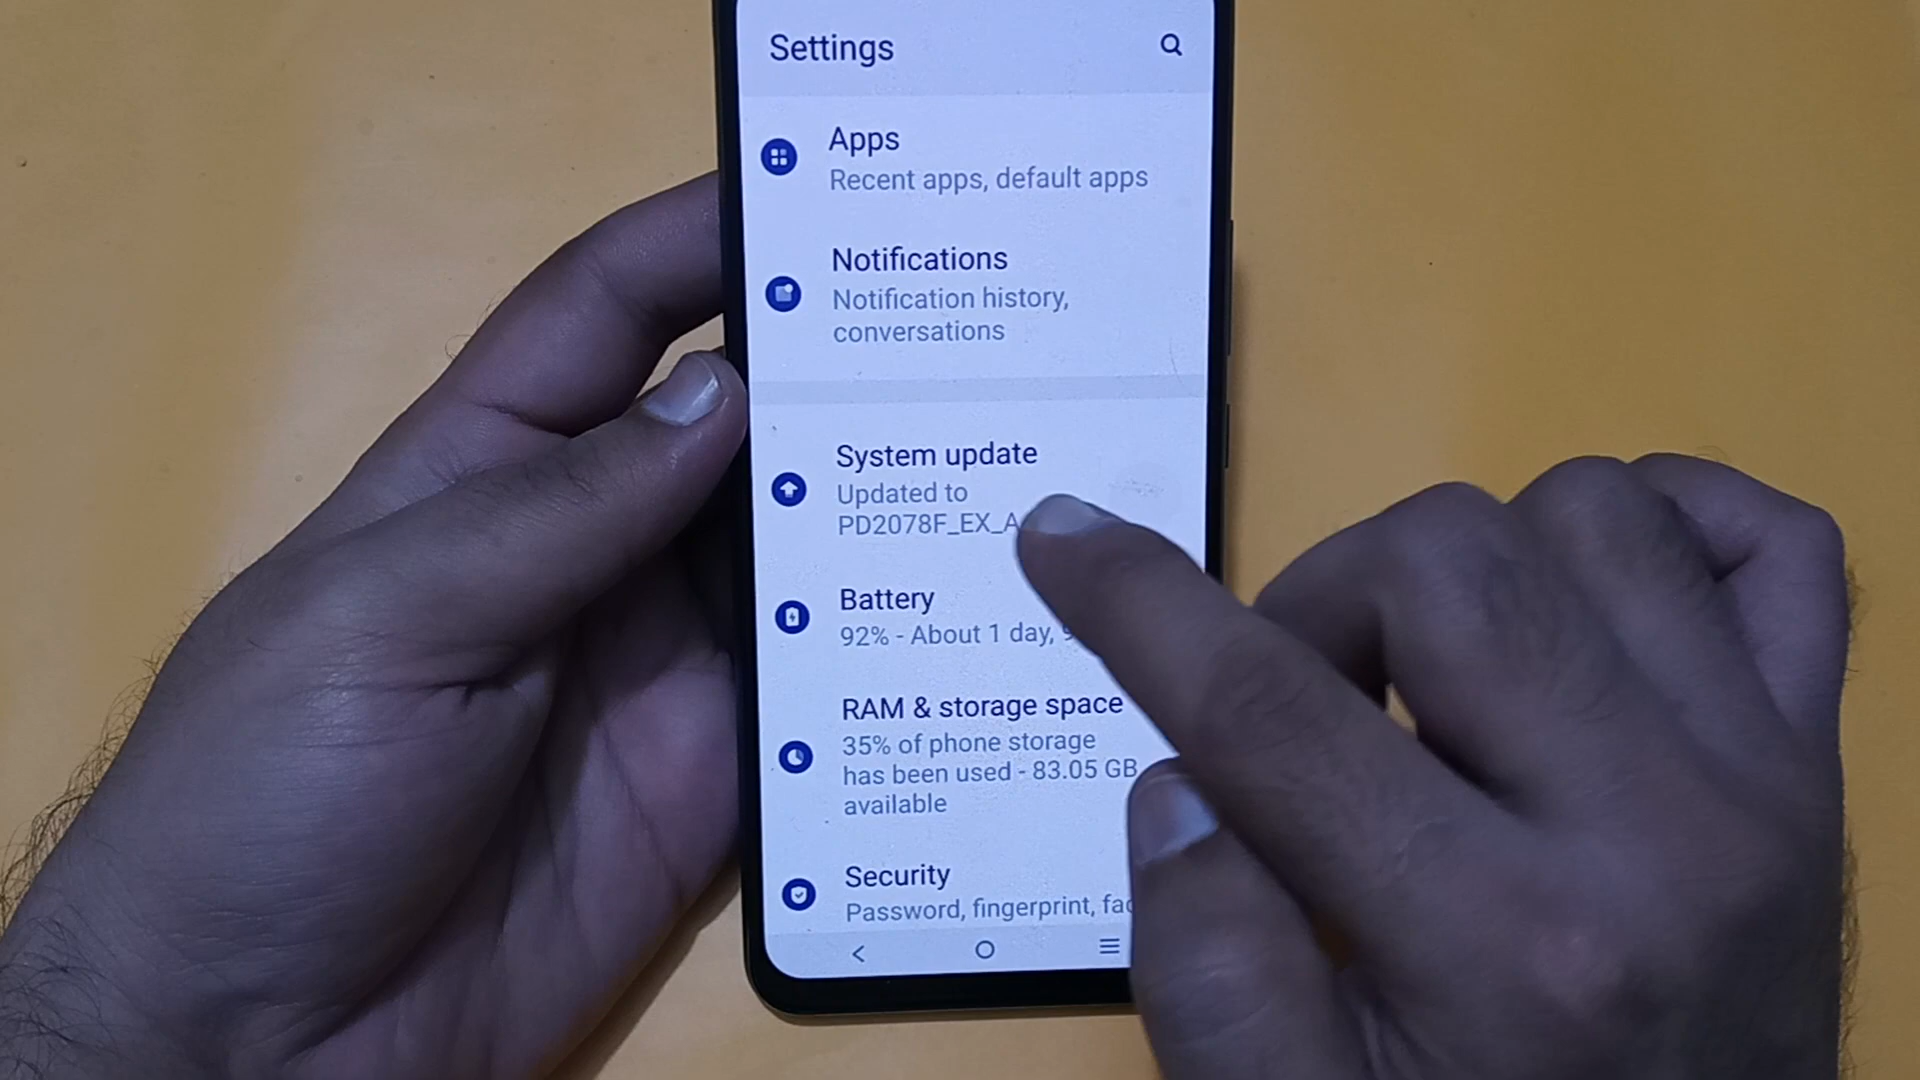 Settings
Apps
Recent apps, default apps
Notifications
Notification history,
conversations
System update
Updated to
PD2078F_EX_A
Battery
92% - About 1 day,
RAM & storage space
35% of phone storage
has been used - 83.05 GB
available
Security
Password, fingerprint,